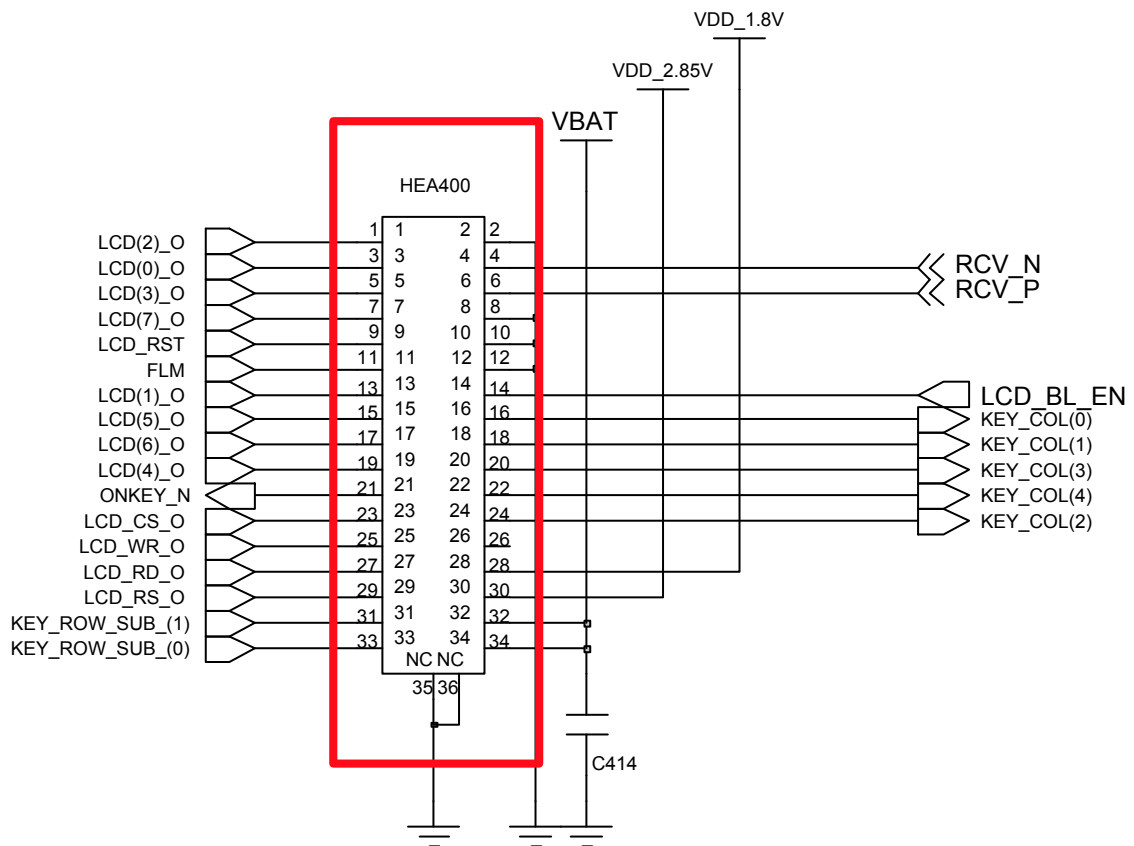 VDD_1.8V
VDD_2.85V
VBAT
HEA400
LCD(2)_O 1 1 2 2
LCD(0)_O 3 3 4 4 RCV_N
LCD(3)_O 5 5 6 6 RCV_P
LCD(7)_O 7 7 8 8
LCD_RST 9 9 10 10
FLM 11 11 12 12
LCD(1)_O 13 13 14 14 LCD_BL_EN
LCD(5)_O 15 15 16 16 KEY_COL(0)
LCD(6)_O 17 17 18 18 KEY_COL(1)
LCD(4)_O 19 19 20 20 KEY_COL(3)
ONKEY_N 21 21 22 22 KEY_COL(4)
LCD_CS_O 23 23 24 24 KEY_COL(2)
LCD_WR_O 25 25 26 26
LCD_RD_O 27 27 28 28
LCD_RS_O 29 29 30 30
KEY_ROW_SUB_(1) 31 31 32 32
KEY_ROW_SUB_(0) 33 33 34 34
NC NC
35 36
C414